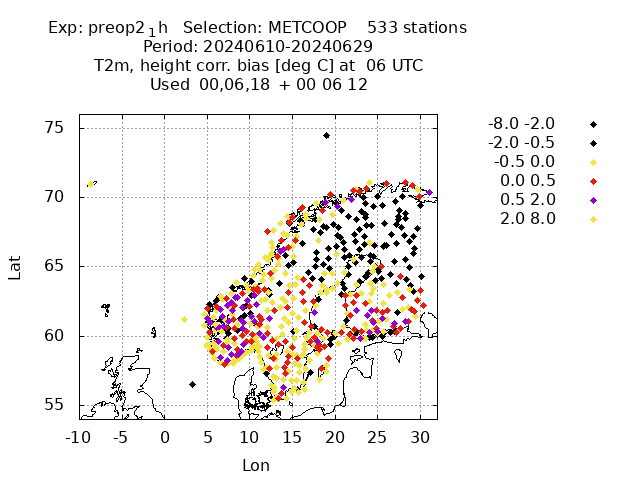 Exp: preop2₁h Selection: METCOOP 533 stations
Period: 20240610-20240629
T2m, height corr. bias [deg C] at 06 UTC
Used 00,06,18 + 00 06 12
-8.0 -2.0
-2.0 -0.5
-0.5 0.0
0.0 0.5
0.5 2.0
2.0 8.0
75
70
65
60
55
Lat
-10 -5 0 5 10 15 20 25 30
Lon